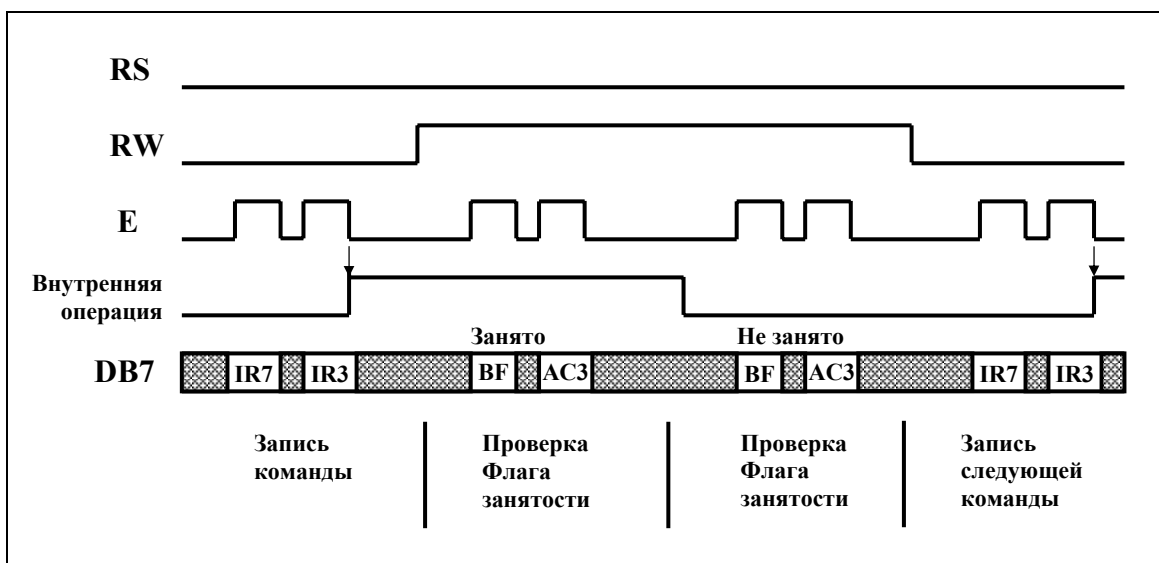 RS
RW
E
Внутренняя
операция
Занято
Не занято
DB7
IR7
IR3
BF
AC3
BF
AC3
IR7
IR3
Запись
команды
Проверка
Флага
занятости
Проверка
Флага
занятости
Запись
следующей
команды